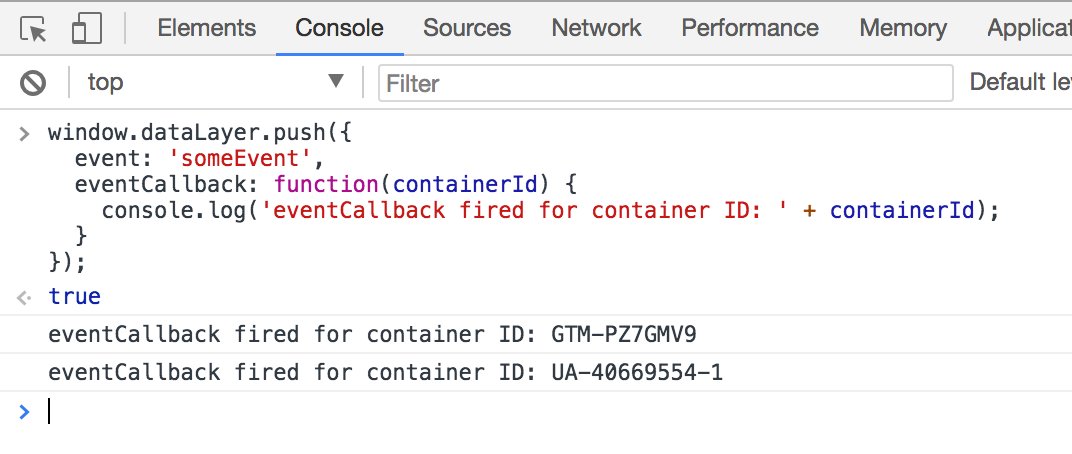 Elements Console Sources Network Performance Memory Applicat
top Filter Default le
> window.dataLayer.push({
event: 'someEvent',
eventCallback: function(containerId) {
console.log('eventCallback fired for container ID: ' + containerId);
}
});
true
eventCallback fired for container ID: GTM-PZ7GMV9
eventCallback fired for container ID: UA-40669554-1
>